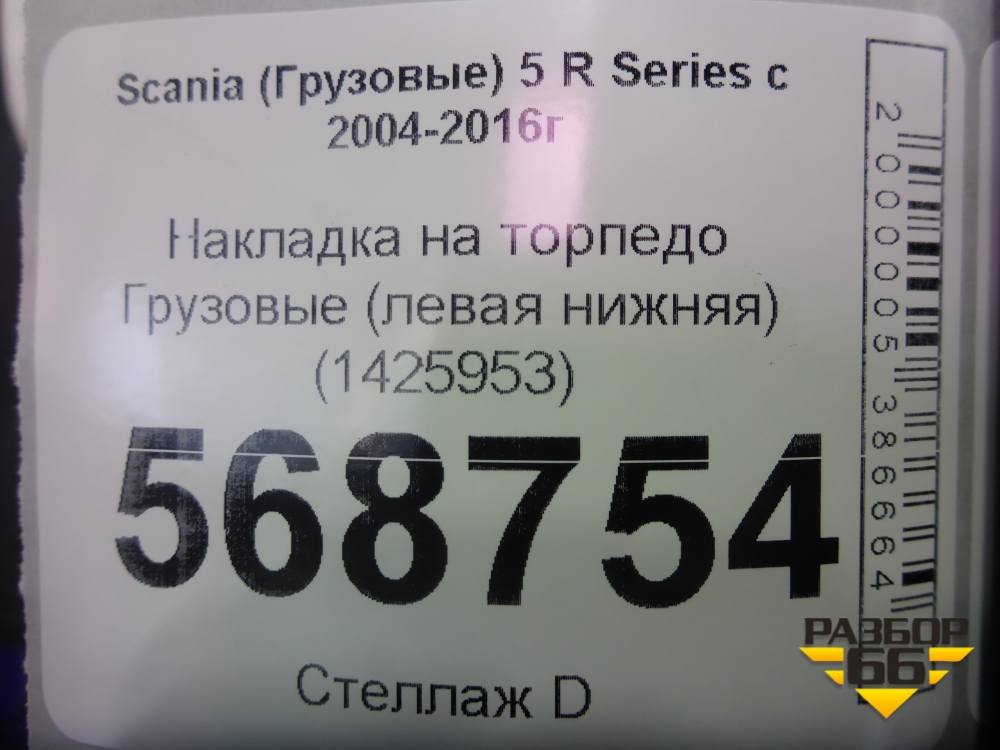 Scania (Грузовые) 5 R Series с
2004-2016г
Накладка на торпедо
Грузовые (левая нижняя)
(1425953)
568754
Стеллаж D
2000005386664
РАЗБОР
66